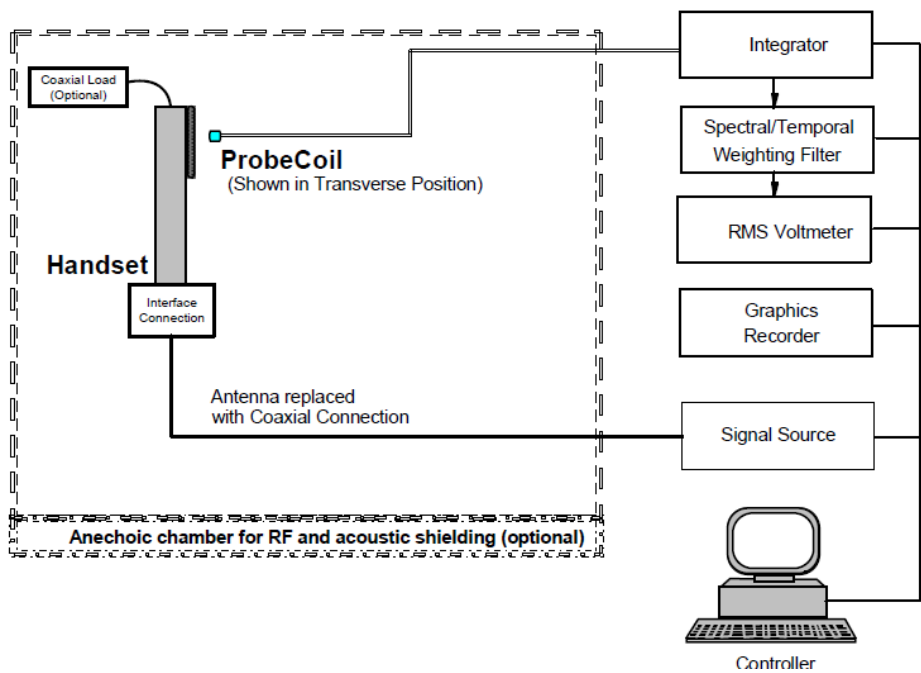 Coaxial Load
(Optional)
Integrator
ProbeCoil
(Shown in Transverse Position)
Spectral/Temporal
Weighting Filter
RMS Voltmeter
Handset
Interface
Connection
Graphics
Recorder
Antenna replaced
with Coaxial Connection
Signal Source
Anechoic chamber for RF and acoustic shielding (optional)
Controller